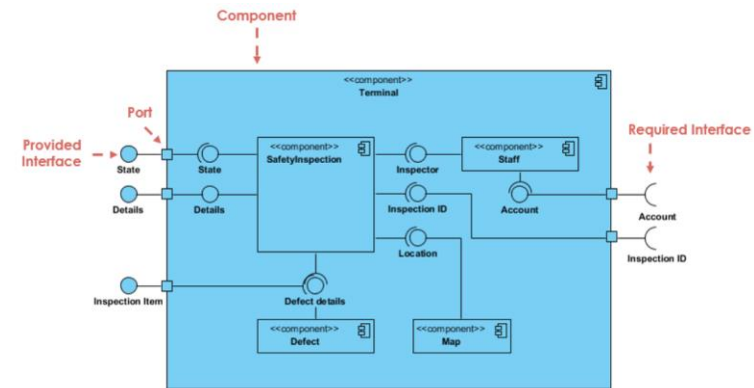 Component
<<component>>
Terminal
Port
Required Interface
Provided
Interface
<<component>>
SafetyInspection
<<component>>
Staff
State
State
Inspector
Details
Details
Inspection ID
Account
Account
Location
Inspection ID
Inspection Item
Defect details
<<component>>
Defect
<<component>>
Map